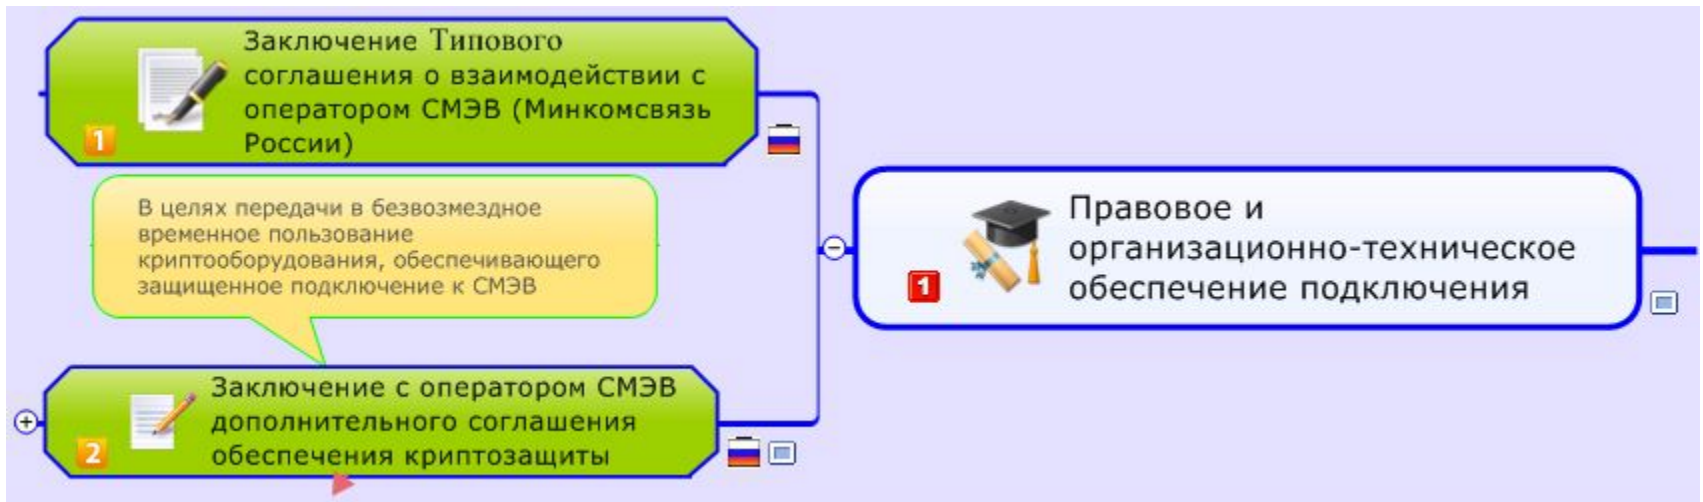 Заключение Типового
соглашения о взаимодействии с
оператором СМЭВ (Минкомсвязь
России)
1
В целях передачи в безвозмездное
временное пользование
криптооборудования, обеспечивающего
защищенное подключение к СМЭВ
Заключение с оператором СМЭВ
дополнительного соглашения
обеспечения криптозащиты
2
Правовое и
организационно-техническое
обеспечение подключения
1